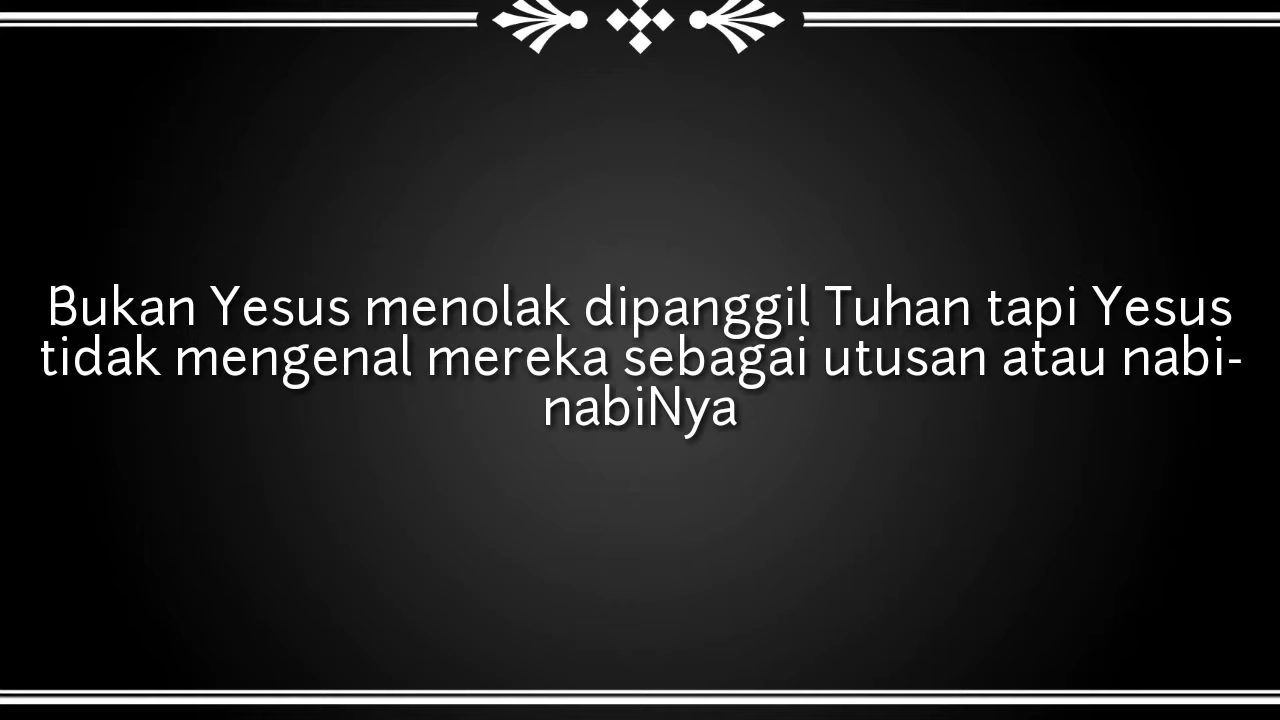 Bukan Yesus menolak dipanggil Tuhan tapi Yesus
tidak mengenal mereka sebagai utusan atau nabi-
nabiNya